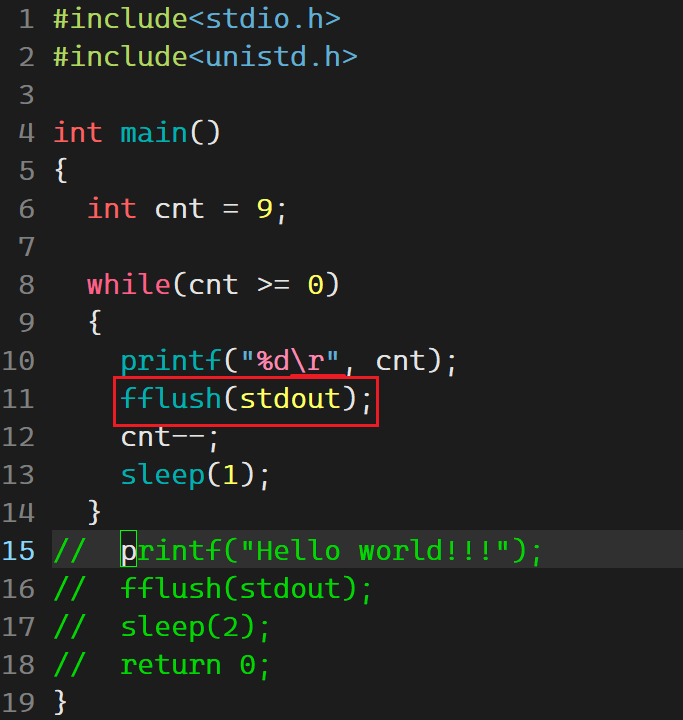 1 #include<stdio.h>
2 #include<unistd.h>
3
4 int main()
5 {
6   int cnt = 9;
7
8   while(cnt >= 0)
9   {
10     printf("%d\r", cnt);
11     fflush(stdout);
12     cnt--;
13     sleep(1);
14   }
15 //  printf("Hello world!!!");
16 //  fflush(stdout);
17 //  sleep(2);
18 //  return 0;
19 }